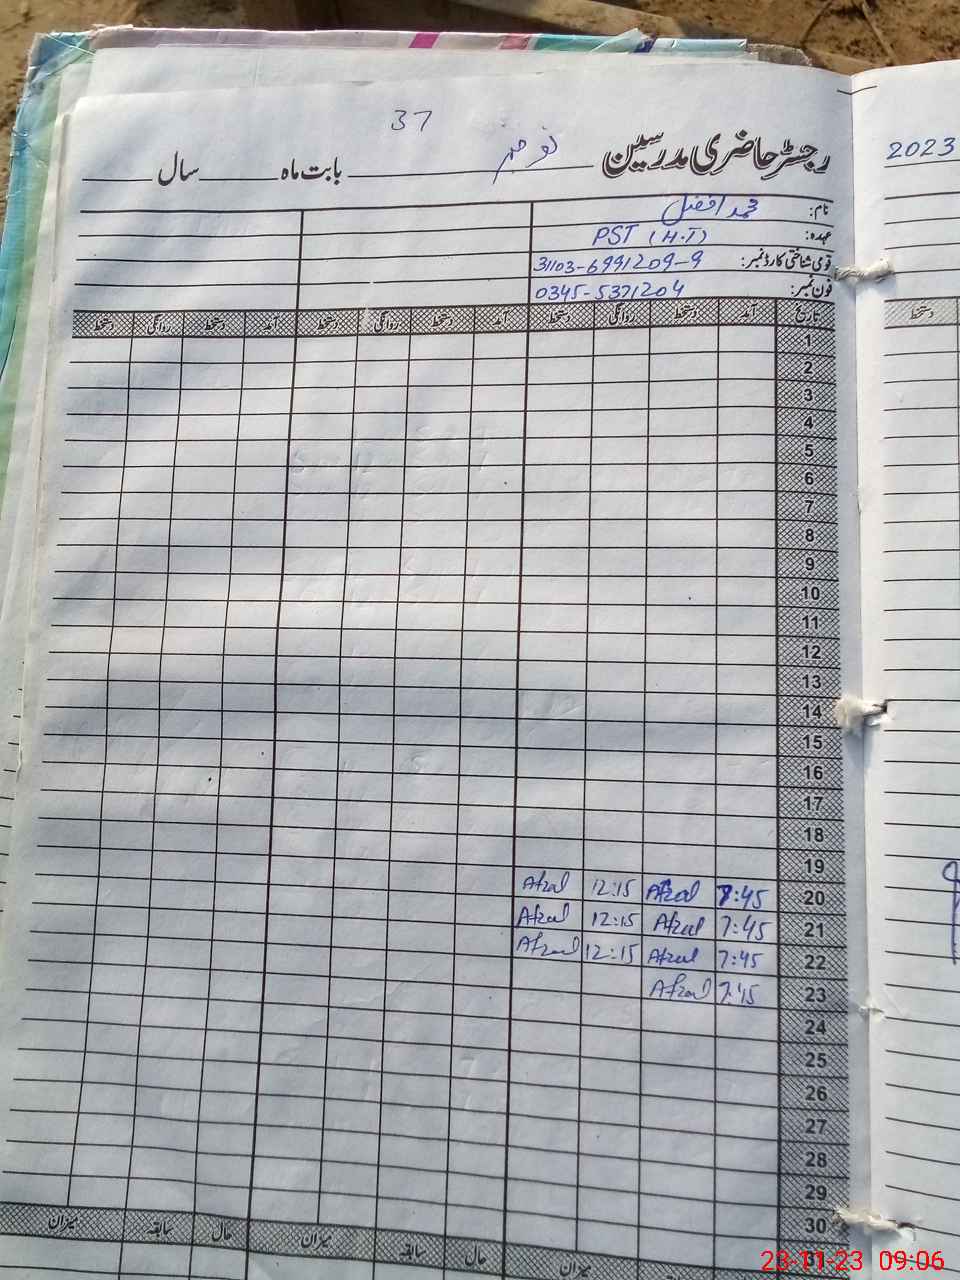 37
رجسٹر حاضری مدرسین نومبر بابت ماہ سال
2023
نام: محمد افضل
عہدہ: PST (H.T)
قومی شناختی کارڈ نمبر: 31103-6991209-9
فون نمبر: 0345-5371204
تاریخ آمد دستخط روانگی دستخط آمد دستخط روانگی دستخط آمد دستخط روانگی دستخط
دستخط
1
2
3
4
5
6
7
8
9
10
11
12
13
14
15
16
17
18
19
20 7:45 Afzal 12:15 Afzal
21 7:45 Afzal 12:15 Afzal
22 7:45 Afzal 12:15 Afzal
23 7:45 Afzal
24
25
26
27
28
29
30
31
میزان حال سابقہ میزان حال سابقہ میزان
23-11-23 09:06